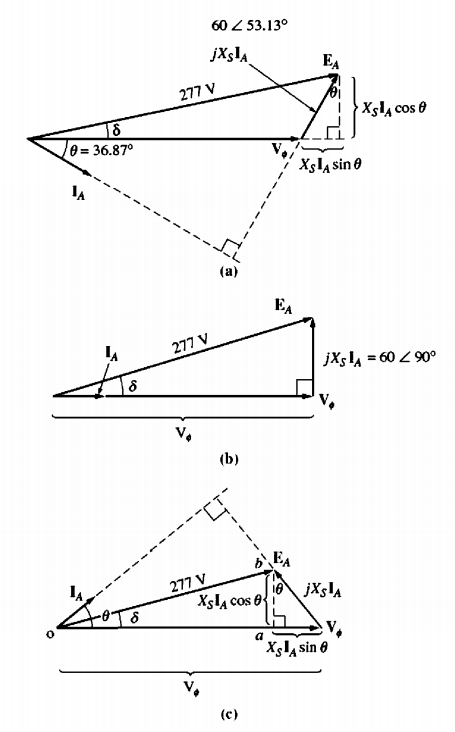 60 ∠ 53.13°
jX_S I_A
E_A
277 V
θ
X_S I_A cos θ
δ
θ = 36.87°
V_ϕ
X_S I_A sin θ
I_A
(a)
E_A
277 V
I_A
jX_S I_A = 60 ∠ 90°
δ
V_ϕ
V_ϕ
(b)
b
E_A
I_A
277 V
θ
jX_S I_A
X_S I_A cos θ
θ
δ
o
a
V_ϕ
X_S I_A sin θ
V_ϕ
(c)